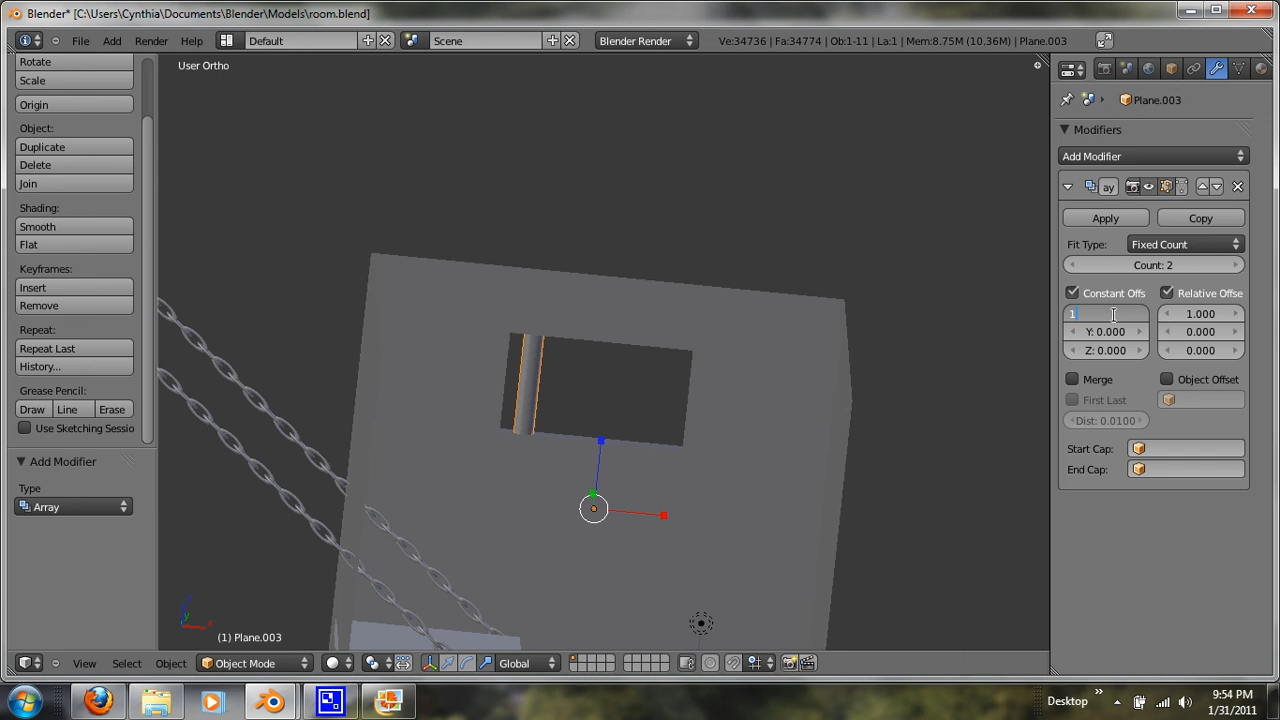 Blender* [C:\Users\Cynthia\Documents\Blender\Models\room.blend]
File Add Render Help Default Scene Blender Render Ve:34736 | Fa:34774 | Ob:1-11 | La:1 | Mem:8.75M (10.36M) | Plane.003
Rotate
Scale
Origin
Object:
Duplicate
Delete
Join
Shading:
Smooth
Flat
Keyframes:
Insert
Remove
Repeat:
Repeat Last
History...
Grease Pencil:
Draw Line Erase
Use Sketching Sessio
Add Modifier
Type
Array
User Ortho
(1) Plane.003
Plane.003
Modifiers
Add Modifier
ay
Apply Copy
Fit Type: Fixed Count
Count: 2
Constant Offs Relative Offse
1 1.000
Y: 0.000 0.000
Z: 0.000 0.000
Merge Object Offset
First Last
Dist: 0.0100
Start Cap:
End Cap:
View Select Object Object Mode Global
Desktop
9:54 PM
1/31/2011